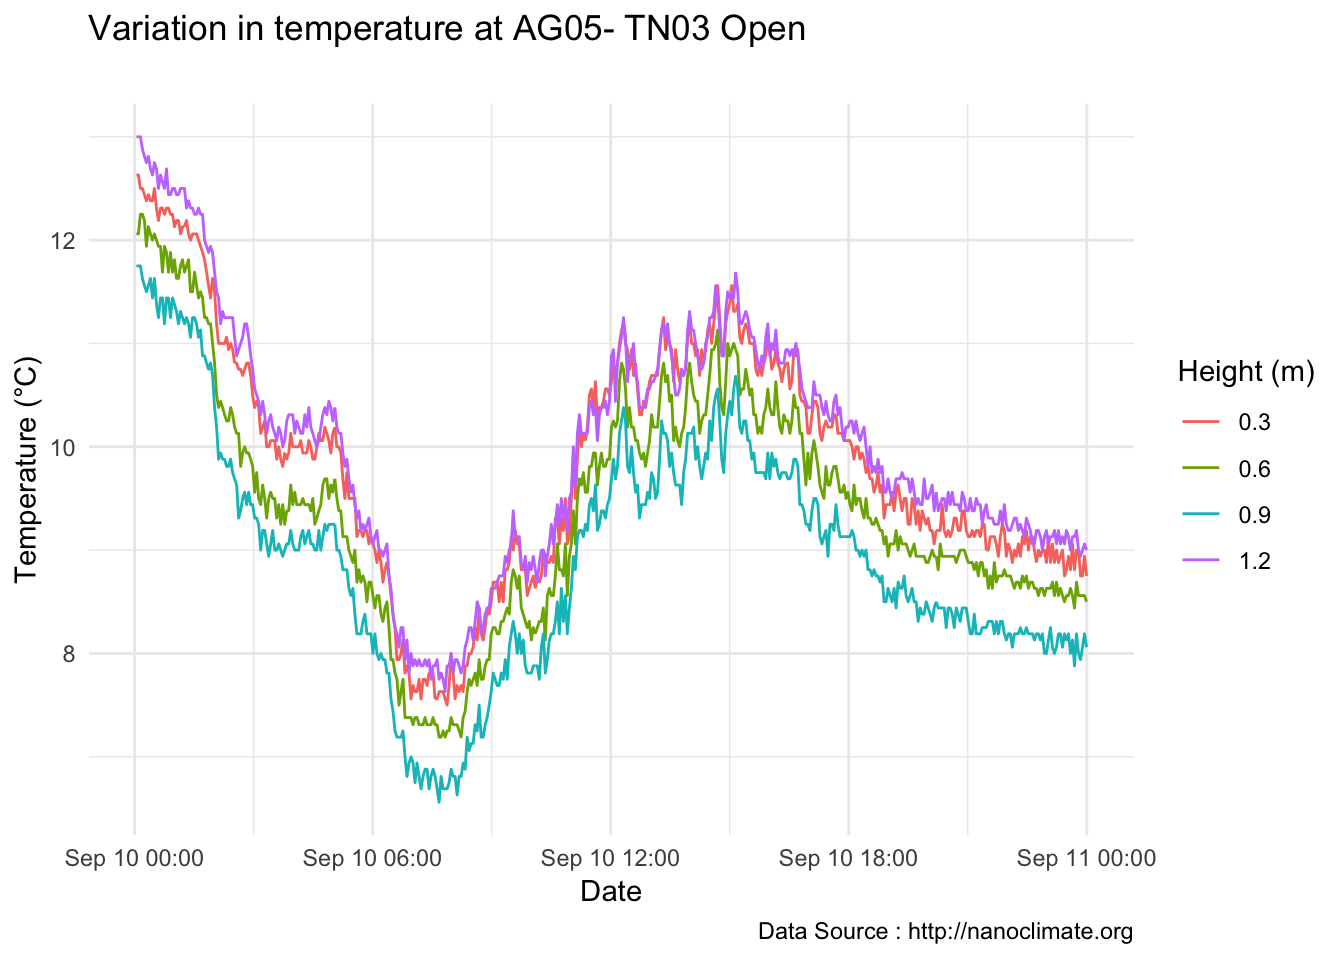 Variation in temperature at AG05- TN03 Open
Temperature (°C)
12
10
8
Sep 10 00:00
Sep 10 06:00
Sep 10 12:00
Sep 10 18:00
Sep 11 00:00
Date
Height (m)
0.3
0.6
0.9
1.2
Data Source : http://nanoclimate.org